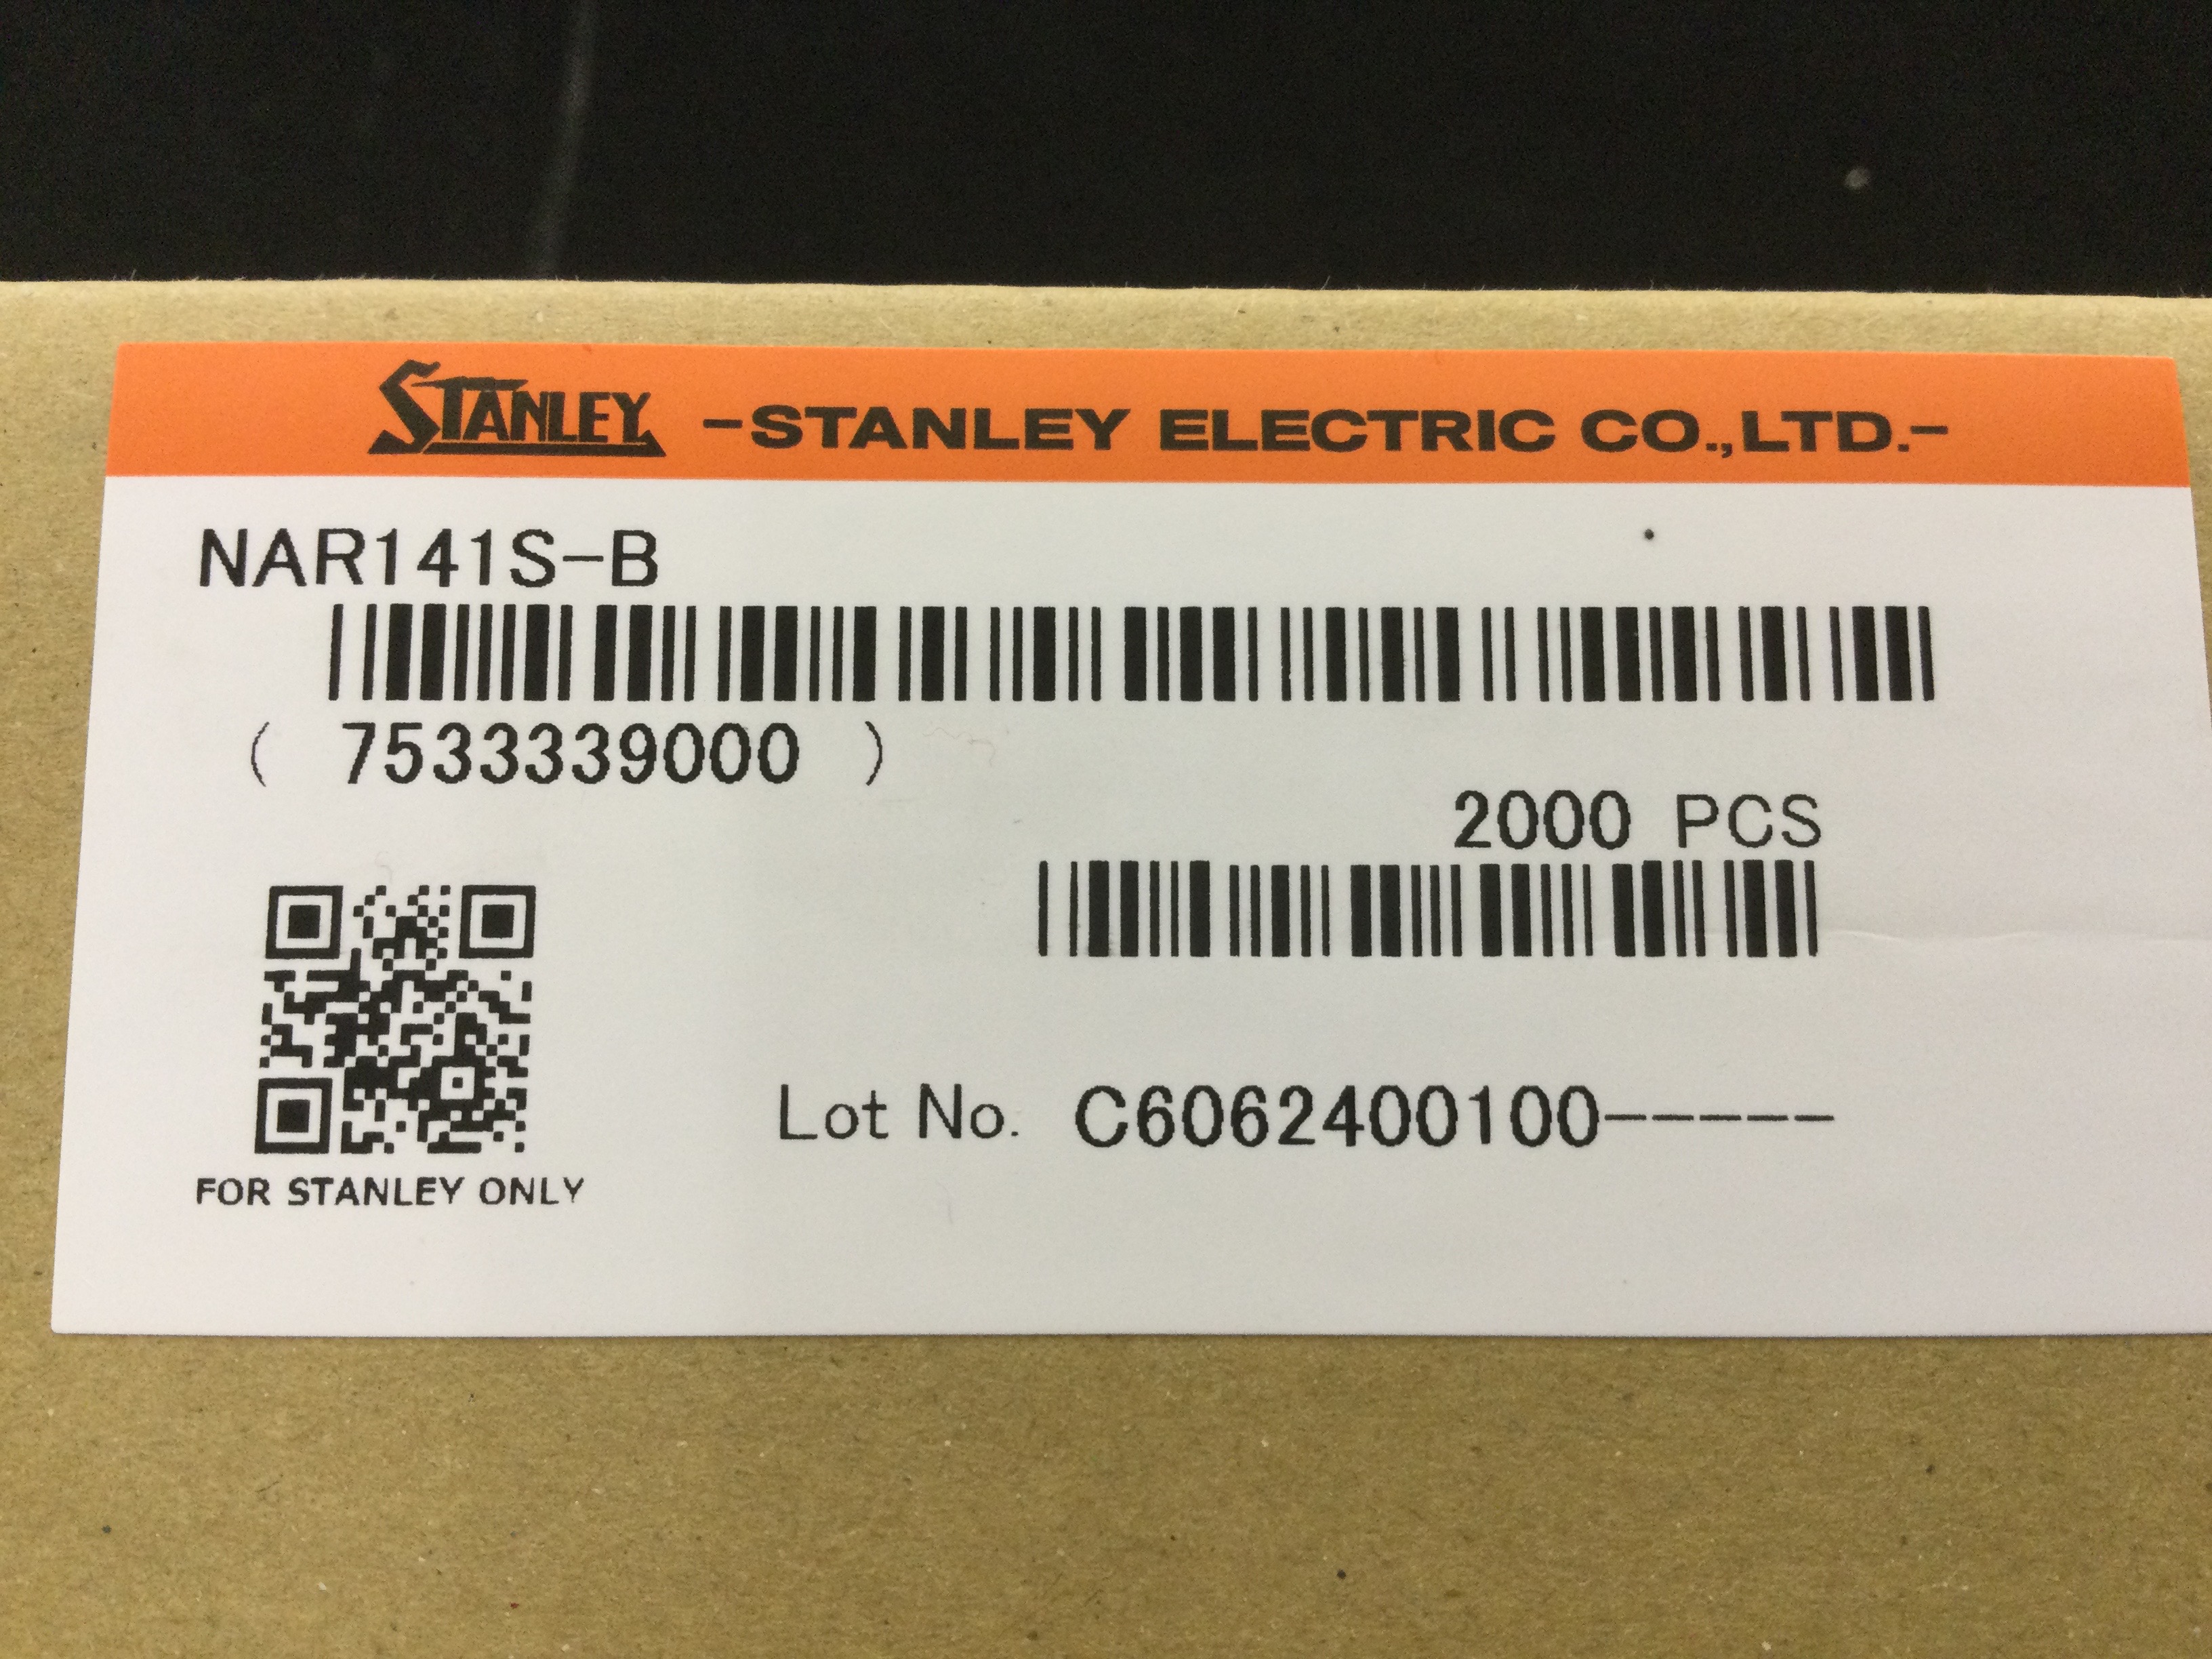 STANLEY -STANLEY ELECTRIC CO.,LTD.-
NAR141S-B
( 7533339000 )
2000 PCS
Lot No. C6062400100-----
FOR STANLEY ONLY